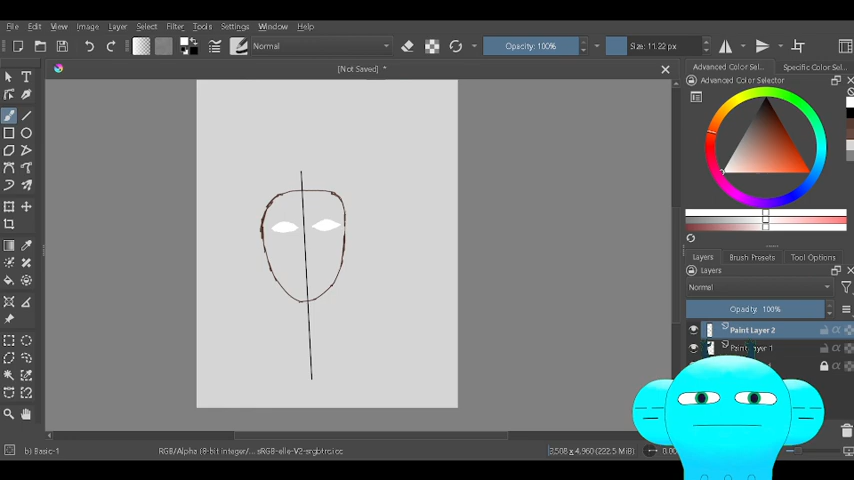 File Edit View Image Layer Select Filter Tools Settings Window Help
Normal Opacity: 100% Size: 11.22 px
[Not Saved] *
Advanced Color Sel... Specific Color Sel...
Advanced Color Selector
Layers Brush Presets Tool Options
Layers
Normal
Opacity: 100%
Paint Layer 2
Paint Layer 1
b) Basic-1 RGB/Alpha (8-bit integer/... sRGB-elle-V2-srgbtrc.icc 3,508 x 4,960 (222.5 MiB)